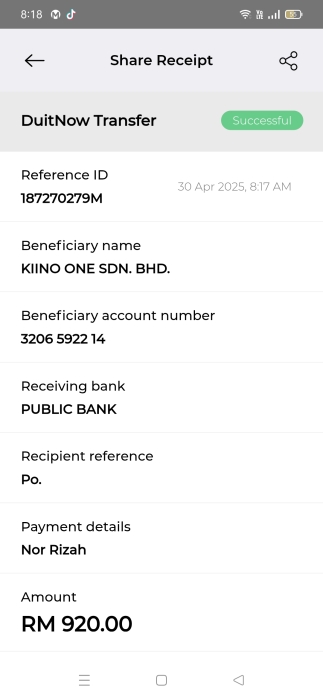 8:18
Share Receipt
DuitNow Transfer
Successful
Reference ID
187270279M
30 Apr 2025, 8:17 AM
Beneficiary name
KIINO ONE SDN. BHD.
Beneficiary account number
3206 5922 14
Receiving bank
PUBLIC BANK
Recipient reference
Po.
Payment details
Nor Rizah
Amount
RM 920.00